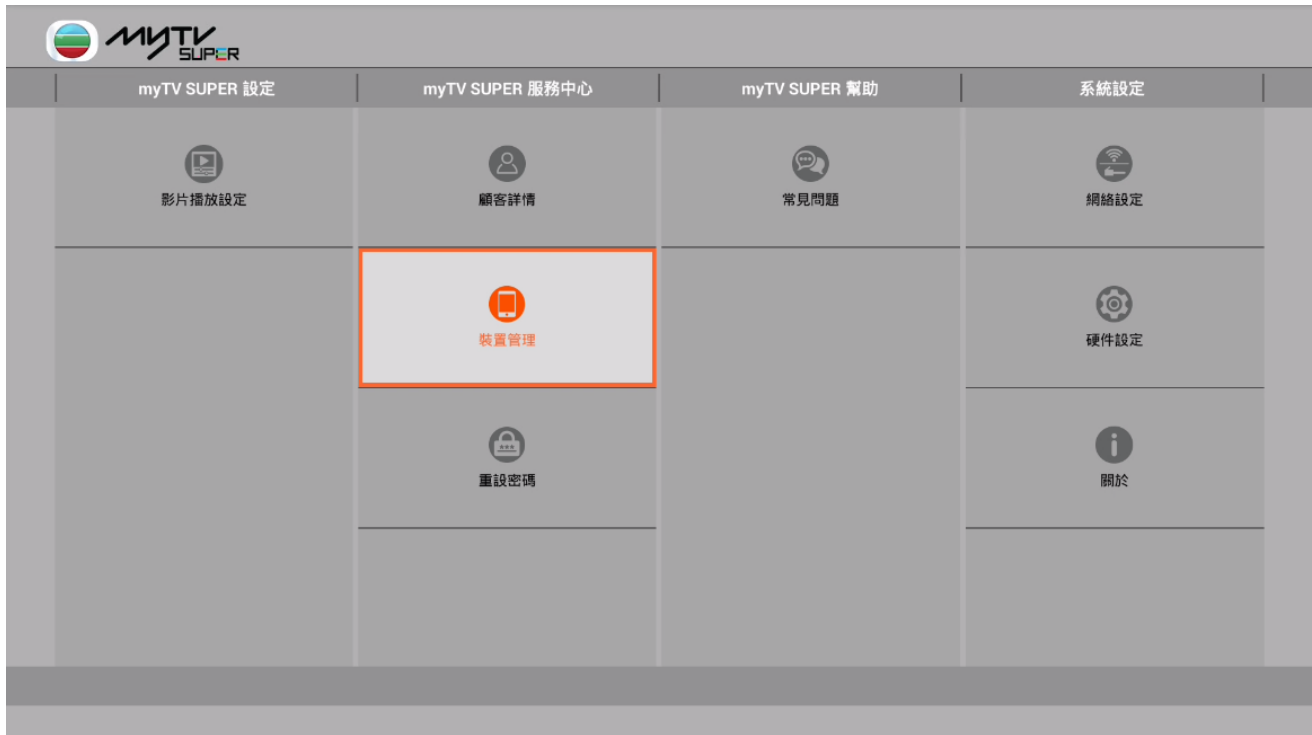 myTV SUPER
myTV SUPER 設定
myTV SUPER 服務中心
myTV SUPER 幫助
系統設定
影片播放設定
顧客詳情
常見問題
網絡設定
裝置管理
硬件設定
重設密碼
關於